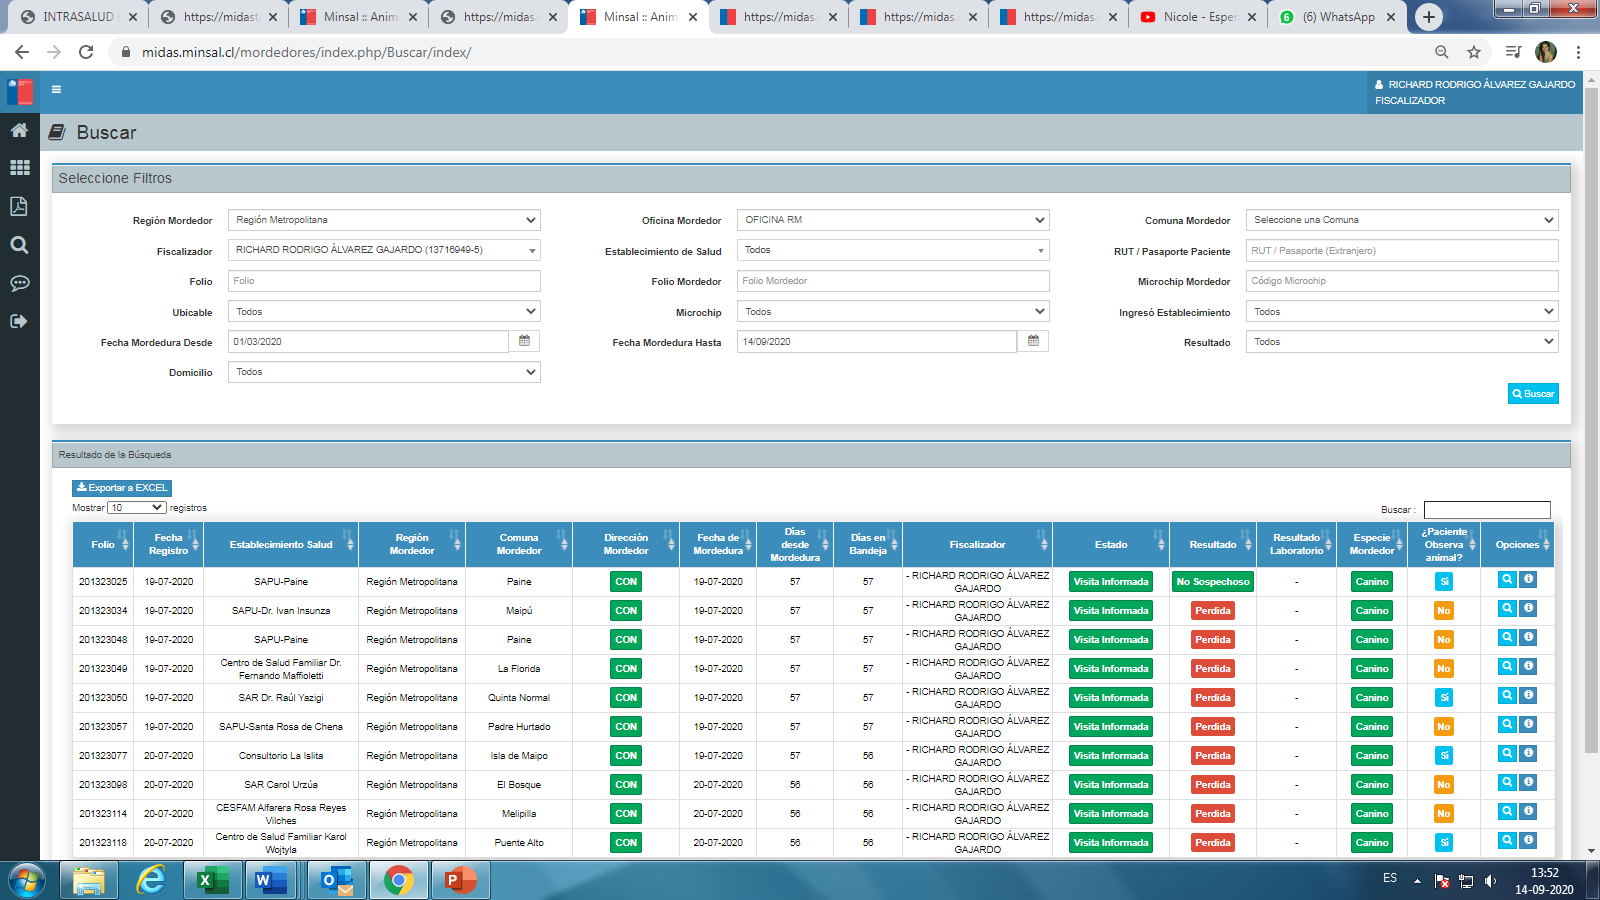 INTRASALUD
https://midast
Minsal :: Anim
https://midas.
Minsal :: Anim
https://midas.
https://midas.
https://midas.
Nicole - Esper
(6) WhatsApp
midas.minsal.cl/mordedores/index.php/Buscar/index/
RICHARD RODRIGO ÁLVAREZ GAJARDO
FISCALIZADOR
Buscar
Seleccione Filtros
Región Mordedor Región Metropolitana Oficina Mordedor OFICINA RM Comuna Mordedor Seleccione una Comuna
Fiscalizador RICHARD RODRIGO ÁLVAREZ GAJARDO (13716949-5) Establecimiento de Salud Todos RUT / Pasaporte Paciente RUT / Pasaporte (Extranjero)
Folio Folio Folio Mordedor Folio Mordedor Microchip Mordedor Código Microchip
Ubicable Todos Microchip Todos Ingresó Establecimiento Todos
Fecha Mordedura Desde 01/03/2020 Fecha Mordedura Hasta 14/09/2020 Resultado Todos
Domicilio Todos
Buscar
Resultado de la Búsqueda
Exportar a EXCEL
Mostrar 10 registros Buscar :
Folio Fecha Registro Establecimiento Salud Región Mordedor Comuna Mordedor Dirección Mordedor Fecha de Mordedura Días desde Mordedura Días en Bandeja Fiscalizador Estado Resultado Resultado Laboratorio Especie Mordedor ¿Paciente Observa animal? Opciones
201323025 19-07-2020 SAPU-Paine Región Metropolitana Paine CON 19-07-2020 57 57 - RICHARD RODRIGO ÁLVAREZ GAJARDO Visita Informada No Sospechoso - Canino Si
201323034 19-07-2020 SAPU-Dr. Ivan Insunza Región Metropolitana Maipú CON 19-07-2020 57 57 - RICHARD RODRIGO ÁLVAREZ GAJARDO Visita Informada Perdida - Canino No
201323048 19-07-2020 SAPU-Paine Región Metropolitana Paine CON 19-07-2020 57 57 - RICHARD RODRIGO ÁLVAREZ GAJARDO Visita Informada Perdida - Canino No
201323049 19-07-2020 Centro de Salud Familiar Dr. Fernando Maffioletti Región Metropolitana La Florida CON 19-07-2020 57 57 - RICHARD RODRIGO ÁLVAREZ GAJARDO Visita Informada Perdida - Canino No
201323050 19-07-2020 SAR Dr. Raúl Yazigi Región Metropolitana Quinta Normal CON 19-07-2020 57 57 - RICHARD RODRIGO ÁLVAREZ GAJARDO Visita Informada Perdida - Canino Si
201323057 19-07-2020 SAPU-Santa Rosa de Chena Región Metropolitana Padre Hurtado CON 19-07-2020 57 57 - RICHARD RODRIGO ÁLVAREZ GAJARDO Visita Informada Perdida - Canino No
201323077 20-07-2020 Consultorio La Islita Región Metropolitana Isla de Maipo CON 19-07-2020 57 56 - RICHARD RODRIGO ÁLVAREZ GAJARDO Visita Informada Perdida - Canino Si
201323098 20-07-2020 SAR Carol Urzúa Región Metropolitana El Bosque CON 20-07-2020 56 56 - RICHARD RODRIGO ÁLVAREZ GAJARDO Visita Informada Perdida - Canino No
201323114 20-07-2020 CESFAM Alfarera Rosa Reyes Vilches Región Metropolitana Melipilla CON 20-07-2020 56 56 - RICHARD RODRIGO ÁLVAREZ GAJARDO Visita Informada Perdida - Canino No
201323118 20-07-2020 Centro de Salud Familiar Karol Wojtyla Región Metropolitana Puente Alto CON 20-07-2020 56 56 - RICHARD RODRIGO ÁLVAREZ GAJARDO Visita Informada Perdida - Canino Si
ES
13:52
14-09-2020